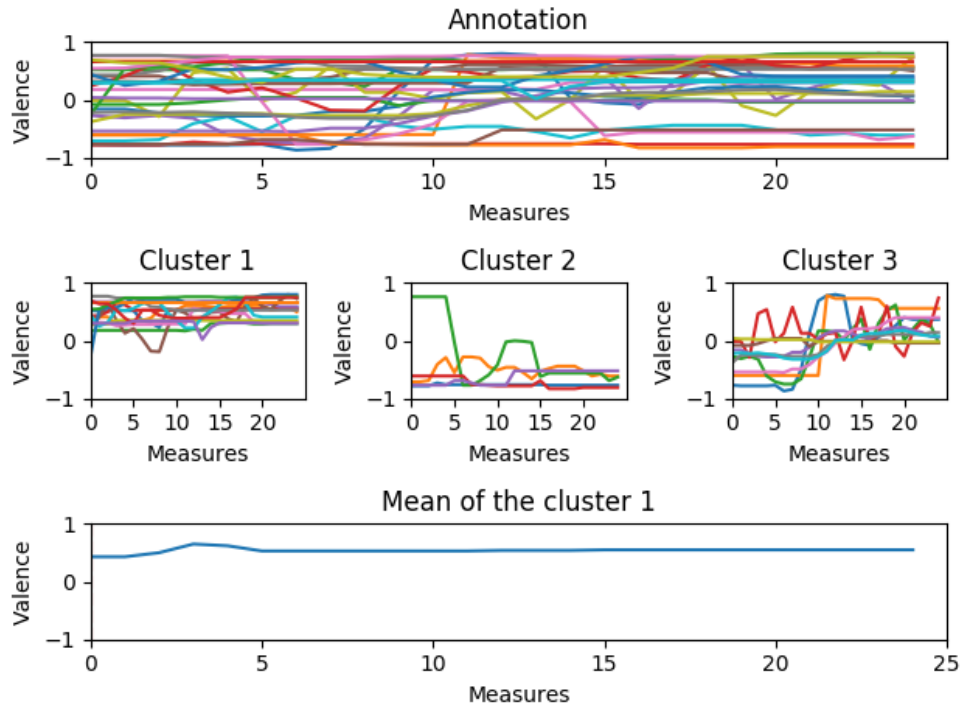 Annotation
1
0
−1
Valence
0 5 10 15 20
Measures
Cluster 1
1
0
−1
Valence
0 5 10 15 20
Measures
Cluster 2
1
0
−1
Valence
0 5 10 15 20
Measures
Cluster 3
1
0
−1
Valence
0 5 10 15 20
Measures
Mean of the cluster 1
1
0
−1
Valence
0 5 10 15 20 25
Measures